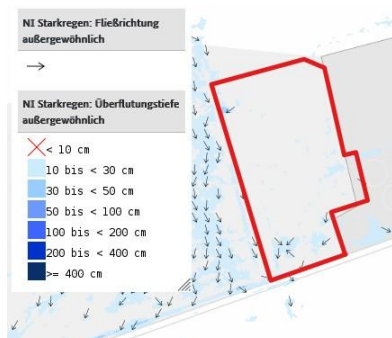 NI Starkregen: Fließrichtung
außergewöhnlich
NI Starkregen: Überflutungstiefe
außergewöhnlich
< 10 cm
10 bis < 30 cm
30 bis < 50 cm
50 bis < 100 cm
100 bis < 200 cm
200 bis < 400 cm
>= 400 cm